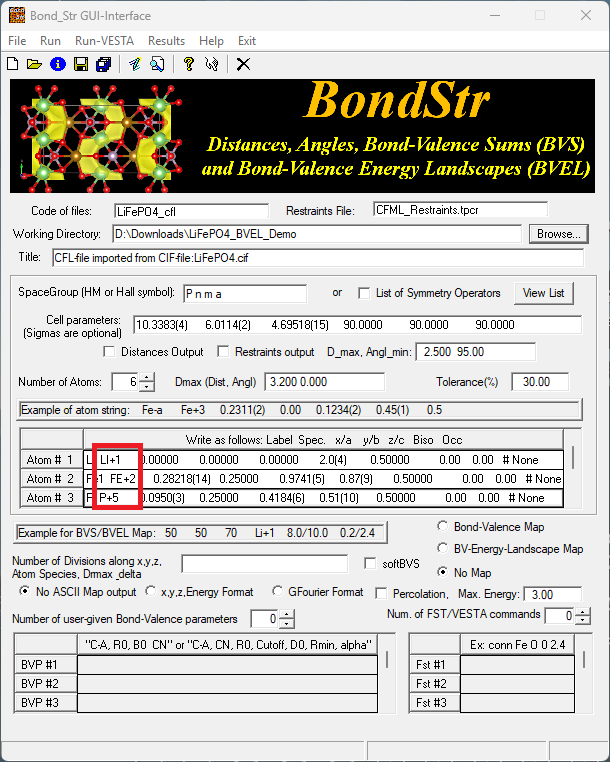 Bond_Str GUI-Interface
File Run Run-VESTA Results Help Exit
BondStr
Distances, Angles, Bond-Valence Sums (BVS)
and Bond-Valence Energy Landscapes (BVEL)
Code of files: LiFePO4_cfl Restraints File: CFML_Restraints.tpcr
Working Directory: D:\Downloads\LiFePO4_BVEL_Demo Browse...
Title: CFL-file imported from CIF-file:LiFePO4.cif
SpaceGroup (HM or Hall symbol): P n m a or List of Symmetry Operators View List
Cell parameters: 10.3383(4) 6.0114(2) 4.69518(15) 90.0000 90.0000 90.0000
(Sigmas are optional)
Distances Output Restraints output D_max, Angl_min: 2.500 95.00
Number of Atoms: 6 Dmax (Dist, Angl) 3.200 0.000 Tolerance(%) 30.00
Example of atom string: Fe-a Fe+3 0.2311(2) 0.00 0.1234(2) 0.45(1) 0.5
Write as follows: Label Spec. x/a y/b z/c Biso Occ
Atom # 1 LI+1 0.00000 0.00000 0.00000 2.0(4) 0.50000 0.00 0.00 # None
Atom # 2 FE+2 0.28218(14) 0.25000 0.9741(5) 0.87(9) 0.50000 0.00 0.00 # None
Atom # 3 P+5 0.0950(3) 0.25000 0.4184(6) 0.51(10) 0.50000 0.00 0.00 # None
Example for BVS/BVEL Map: 50 50 70 Li+1 8.0/10.0 0.2/2.4
Bond-Valence Map
BV-Energy-Landscape Map
No Map
Number of Divisions along x,y,z,
Atom Species, Drmax ,delta
softBVS
No ASCII Map output x,y,z,Energy Format GFourier Format Percolation, Max. Energy: 3.00
Number of user-given Bond-Valence parameters 0 Num. of FST/VESTA commands 0
"C-A, R0, B0 CN" or "C-A, CN, R0, Cutoff, D0, Rmin, alpha" Ex: conn Fe O 0 2.4
BVP #1 Fst #1
BVP #2 Fst #2
BVP #3 Fst #3